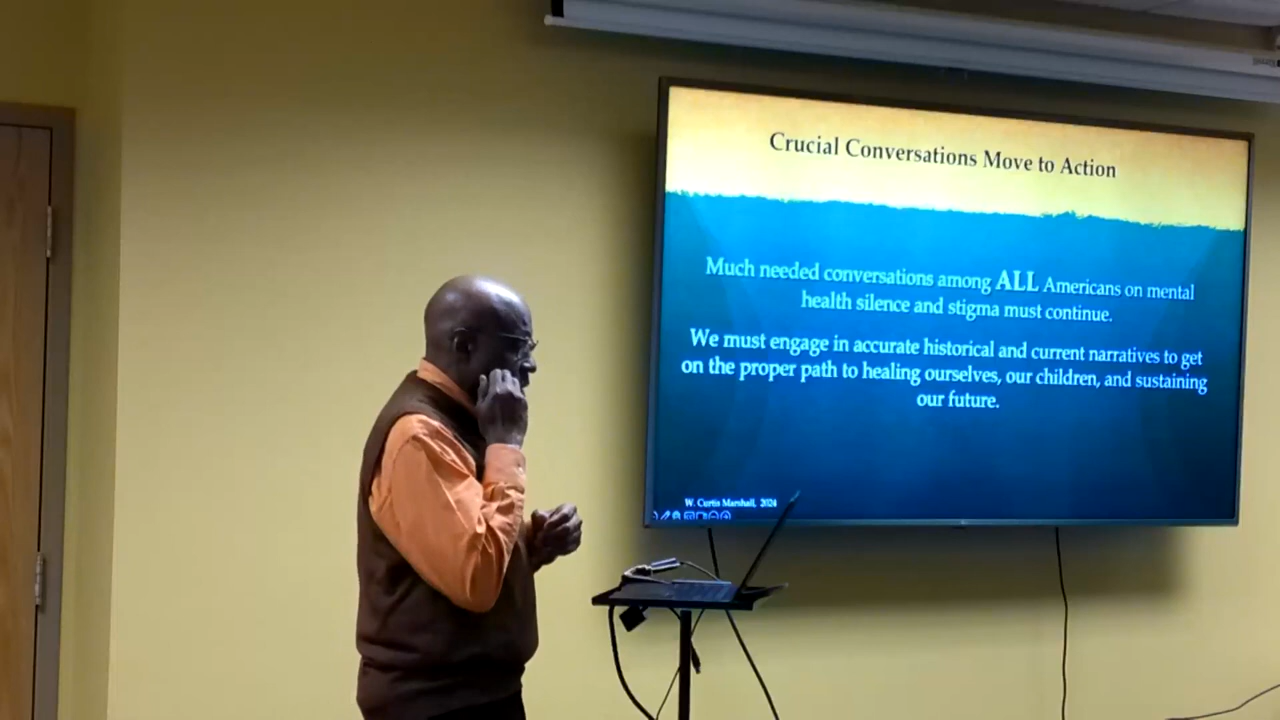 Crucial Conversations Move to Action
Much needed conversations among ALL Americans on mental
health silence and stigma must continue.
We must engage in accurate historical and current narratives to get
on the proper path to healing ourselves, our children, and sustaining
our future.
W. Curtis Marshall, 2024